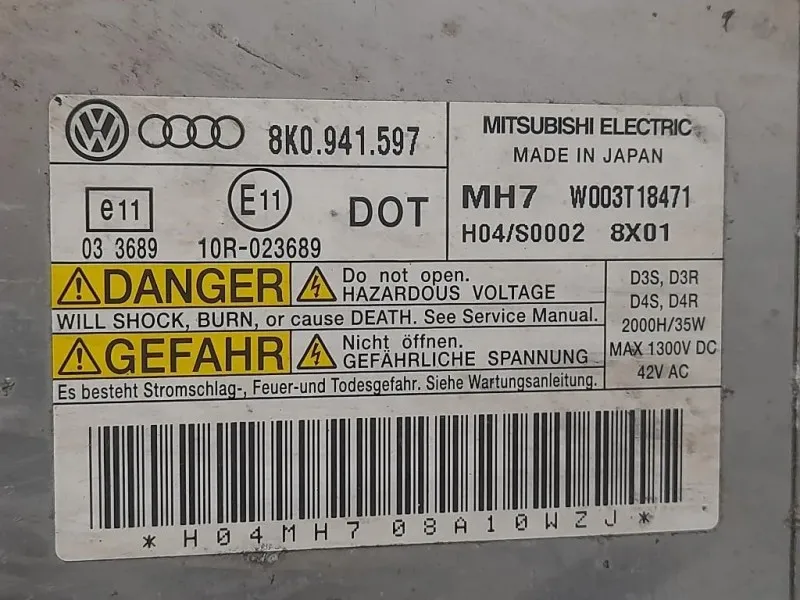 8K0.941.597
MITSUBISHI ELECTRIC
MADE IN JAPAN
e11
03 3689
E11
10R-023689
DOT
MH7 W003T18471
H04/S0002 8X01
DANGER
Do not open.
HAZARDOUS VOLTAGE
WILL SHOCK, BURN, or cause DEATH. See Service Manual.
GEFAHR
Nicht öffnen.
GEFÄHRLICHE SPANNUNG
Es besteht Stromschlag-, Feuer-und Todesgefahr. Siehe Wartungsanleitung.
D3S, D3R
D4S, D4R
2000H/35W
MAX 1300V DC
42V AC
*H04MH708A10WZJ*